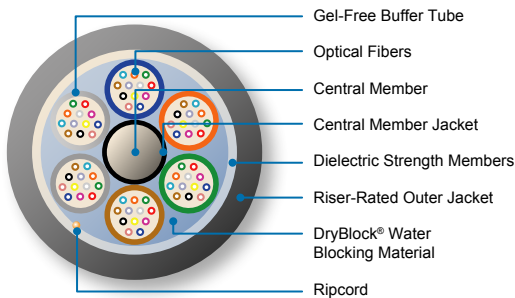 Gel-Free Buffer Tube
Optical Fibers
Central Member
Central Member Jacket
Dielectric Strength Members
Riser-Rated Outer Jacket
DryBlock® Water
Blocking Material
Ripcord